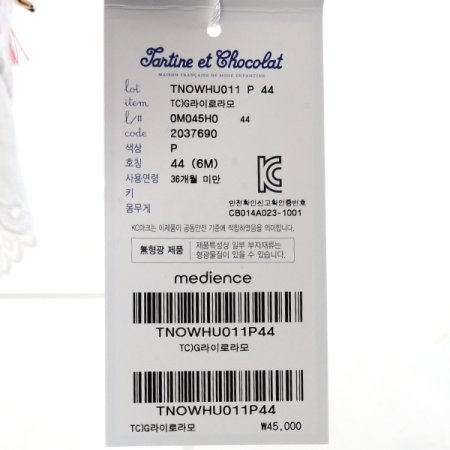 Tartine et Chocolat
MAISON FRANÇAISE DE MODE ENFANTINE
lot TNOWHU011 P 44
item TC)G라이로라모
l/# 0M045H0 44
code 2037690
색상 P
호칭 44 (6M)
사용연령 36개월 미만
키
몸무게
안전확인신고확인증번호
CB014A023-1001
KC마크는 이제품이 공통안전 기준에 적합하였음을 의미합니다.
無형광 제품
제품특성상 일부 부자재류는
형광물질이 있을 수 있습니다.
medience
TNOWHU011P44
TC)G라이로라모
TNOWHU011P44
TC)G라이로라모 ₩45,000